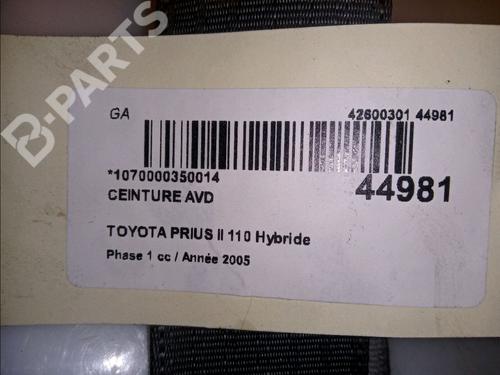 B-PARTS
GA
42600301 44981
*1070000350014
44981
CEINTURE AVD
TOYOTA PRIUS II 110 Hybride
Phase 1 cc / Année 2005